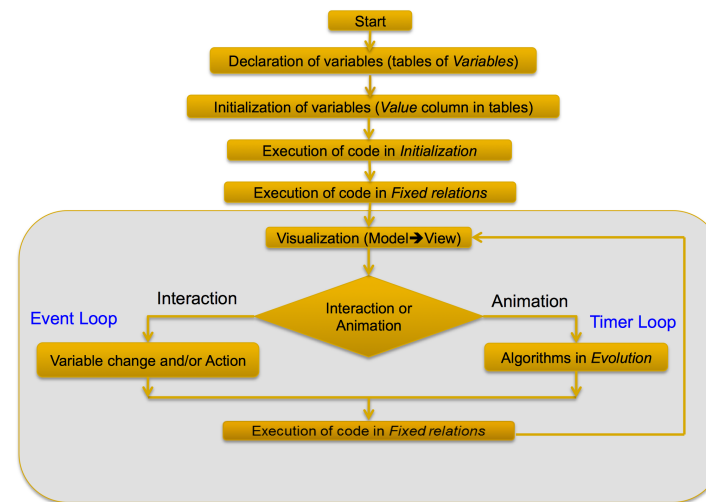 Start
Declaration of variables (tables of Variables)
Initialization of variables (Value column in tables)
Execution of code in Initialization
Execution of code in Fixed relations
Visualization (Model➔View)
Interaction
Interaction or
Animation
Animation
Event Loop
Timer Loop
Variable change and/or Action
Algorithms in Evolution
Execution of code in Fixed relations